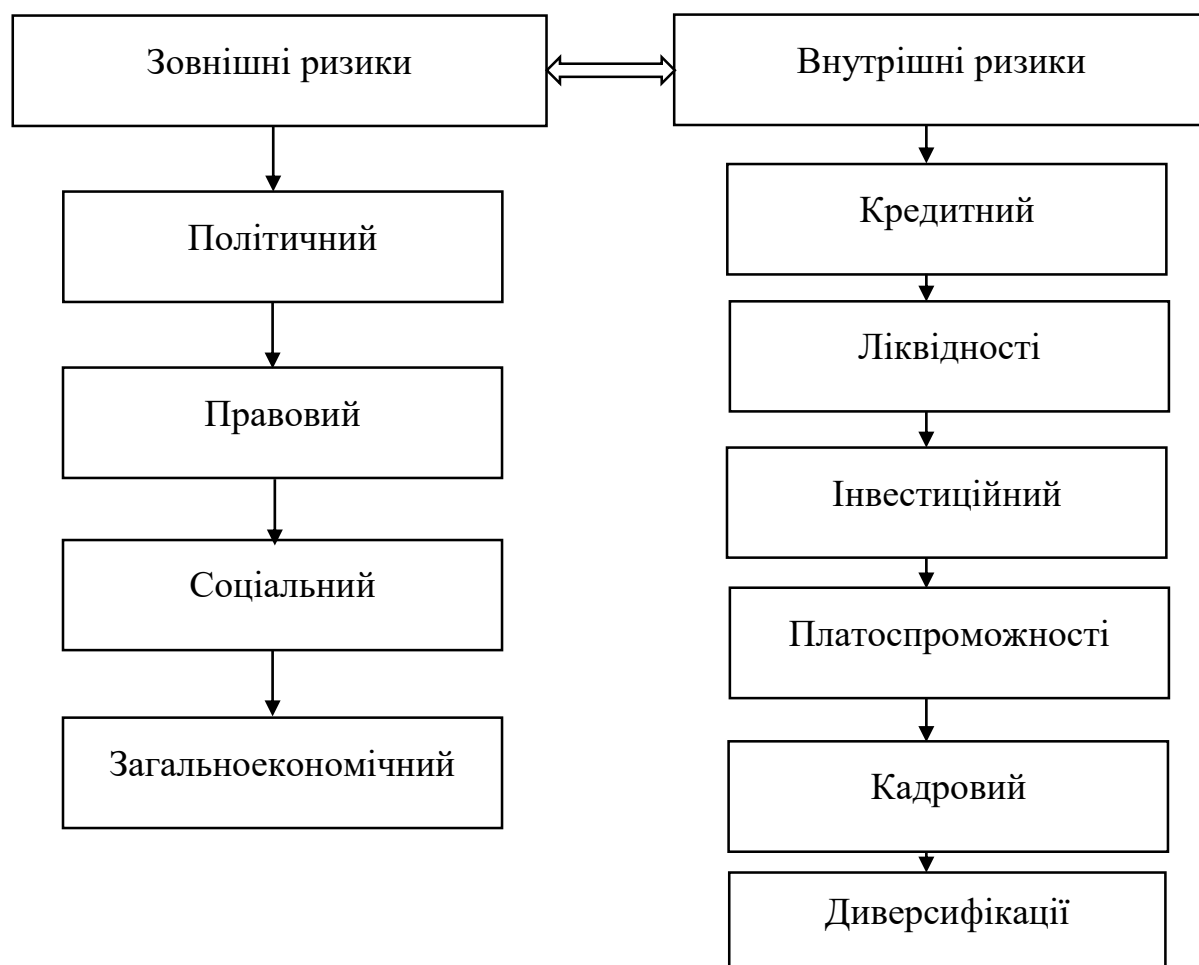 Зовнішні ризики
Внутрішні ризики
Політичний
Правовий
Соціальний
Загальноекономічний
Кредитний
Ліквідності
Інвестиційний
Платоспроможності
Кадровий
Диверсифікації